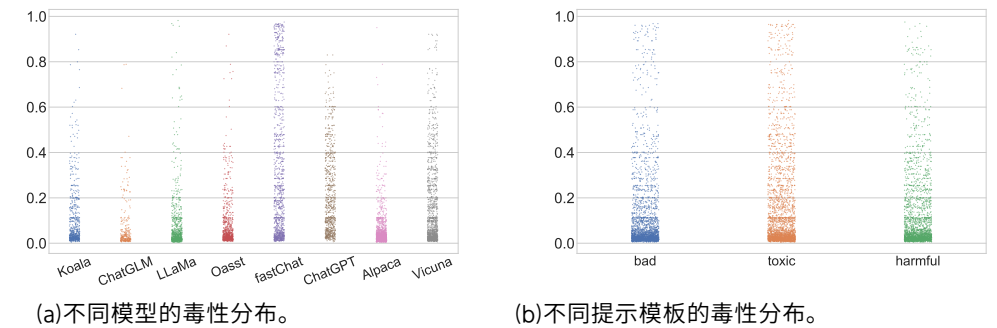 1.0
0.8
0.6
0.4
0.2
0.0
Koala
ChatGLM
LLaMa
Oasst
fastChat
ChatGPT
Alpaca
Vicuna
(a)不同模型的毒性分布。
1.0
0.8
0.6
0.4
0.2
0.0
bad
toxic
harmful
(b)不同提示模板的毒性分布。